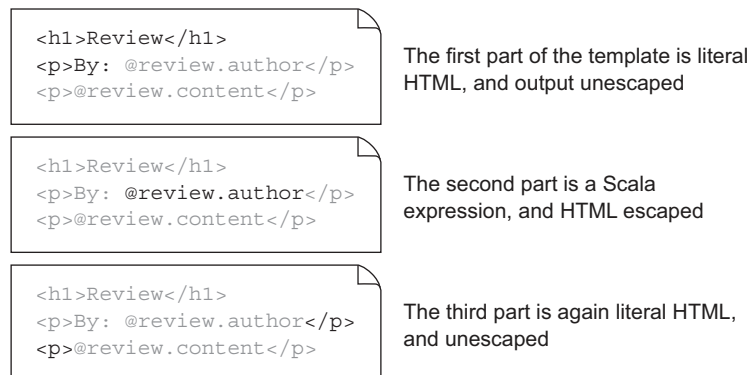 <h1>Review</h1>
<p>By: @review.author</p>
<p>@review.content</p>
The first part of the template is literal
HTML, and output unescaped
<h1>Review</h1>
<p>By: @review.author</p>
<p>@review.content</p>
The second part is a Scala
expression, and HTML escaped
<h1>Review</h1>
<p>By: @review.author</p>
<p>@review.content</p>
The third part is again literal HTML,
and unescaped